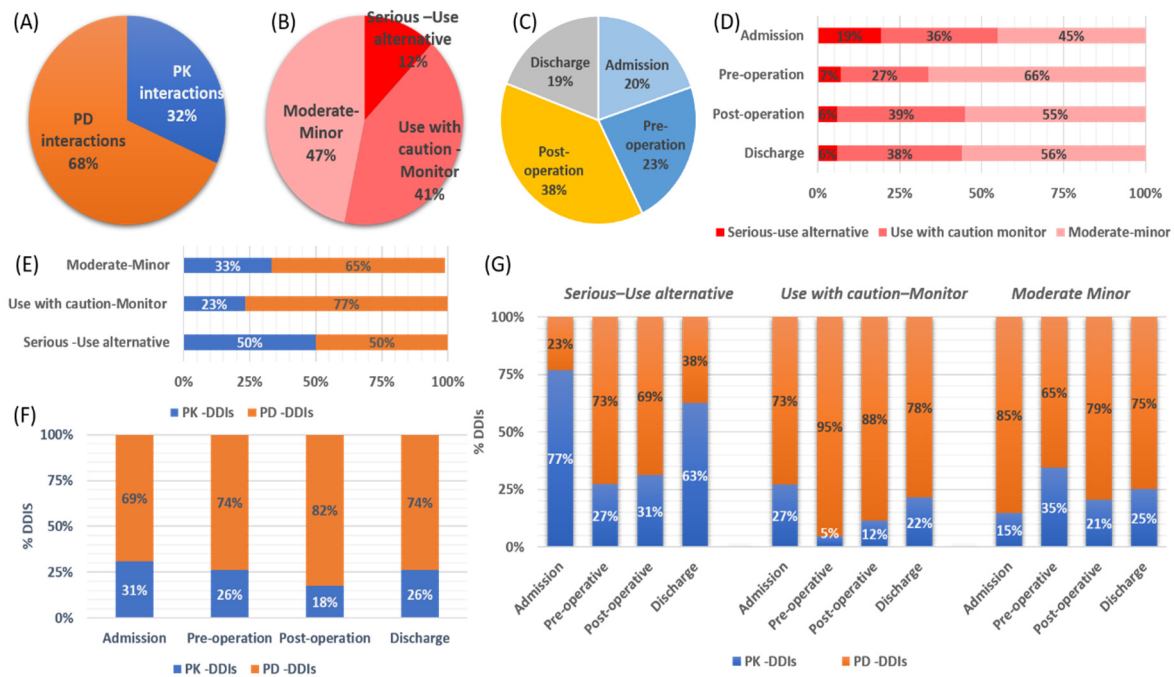 (A)
PK
interactions
32%
PD
interactions
68%
(B)
Serious –Use
alternative
12%
Moderate-
Minor
47%
Use with
caution -
Monitor
41%
(C)
Discharge
19%
Admission
20%
Pre-
operation
23%
Post-
operation
38%
(D)
Admission
19% 36% 45%
Pre-operation
7% 27% 66%
Post-operation
6% 39% 55%
Discharge
6% 38% 56%
0% 25% 50% 75% 100%
Serious-use alternative Use with caution monitor Moderate-minor
(E)
Moderate-Minor
33% 65%
Use with caution-Monitor
23% 77%
Serious -Use alternative
50% 50%
0% 25% 50% 75% 100%
PK -DDIs PD -DDIs
(F)
% DDIS
100%
75%
50%
25%
0%
69% 74% 82% 74%
31% 26% 18% 26%
Admission Pre-operation Post-operation Discharge
PK -DDIs PD -DDIs
(G)
Serious–Use alternative Use with caution–Monitor Moderate Minor
% DDIs
100%
75%
50%
25%
0%
23% 73% 69% 38% 73% 95% 88% 78% 85% 65% 79% 75%
77% 27% 31% 63% 27% 5% 12% 22% 15% 35% 21% 25%
Admission Pre-operative Post-operative Discharge Admission Pre-operative Post-operative Discharge Admission Pre-operative Post-operative Discharge
PK -DDIs PD -DDIs